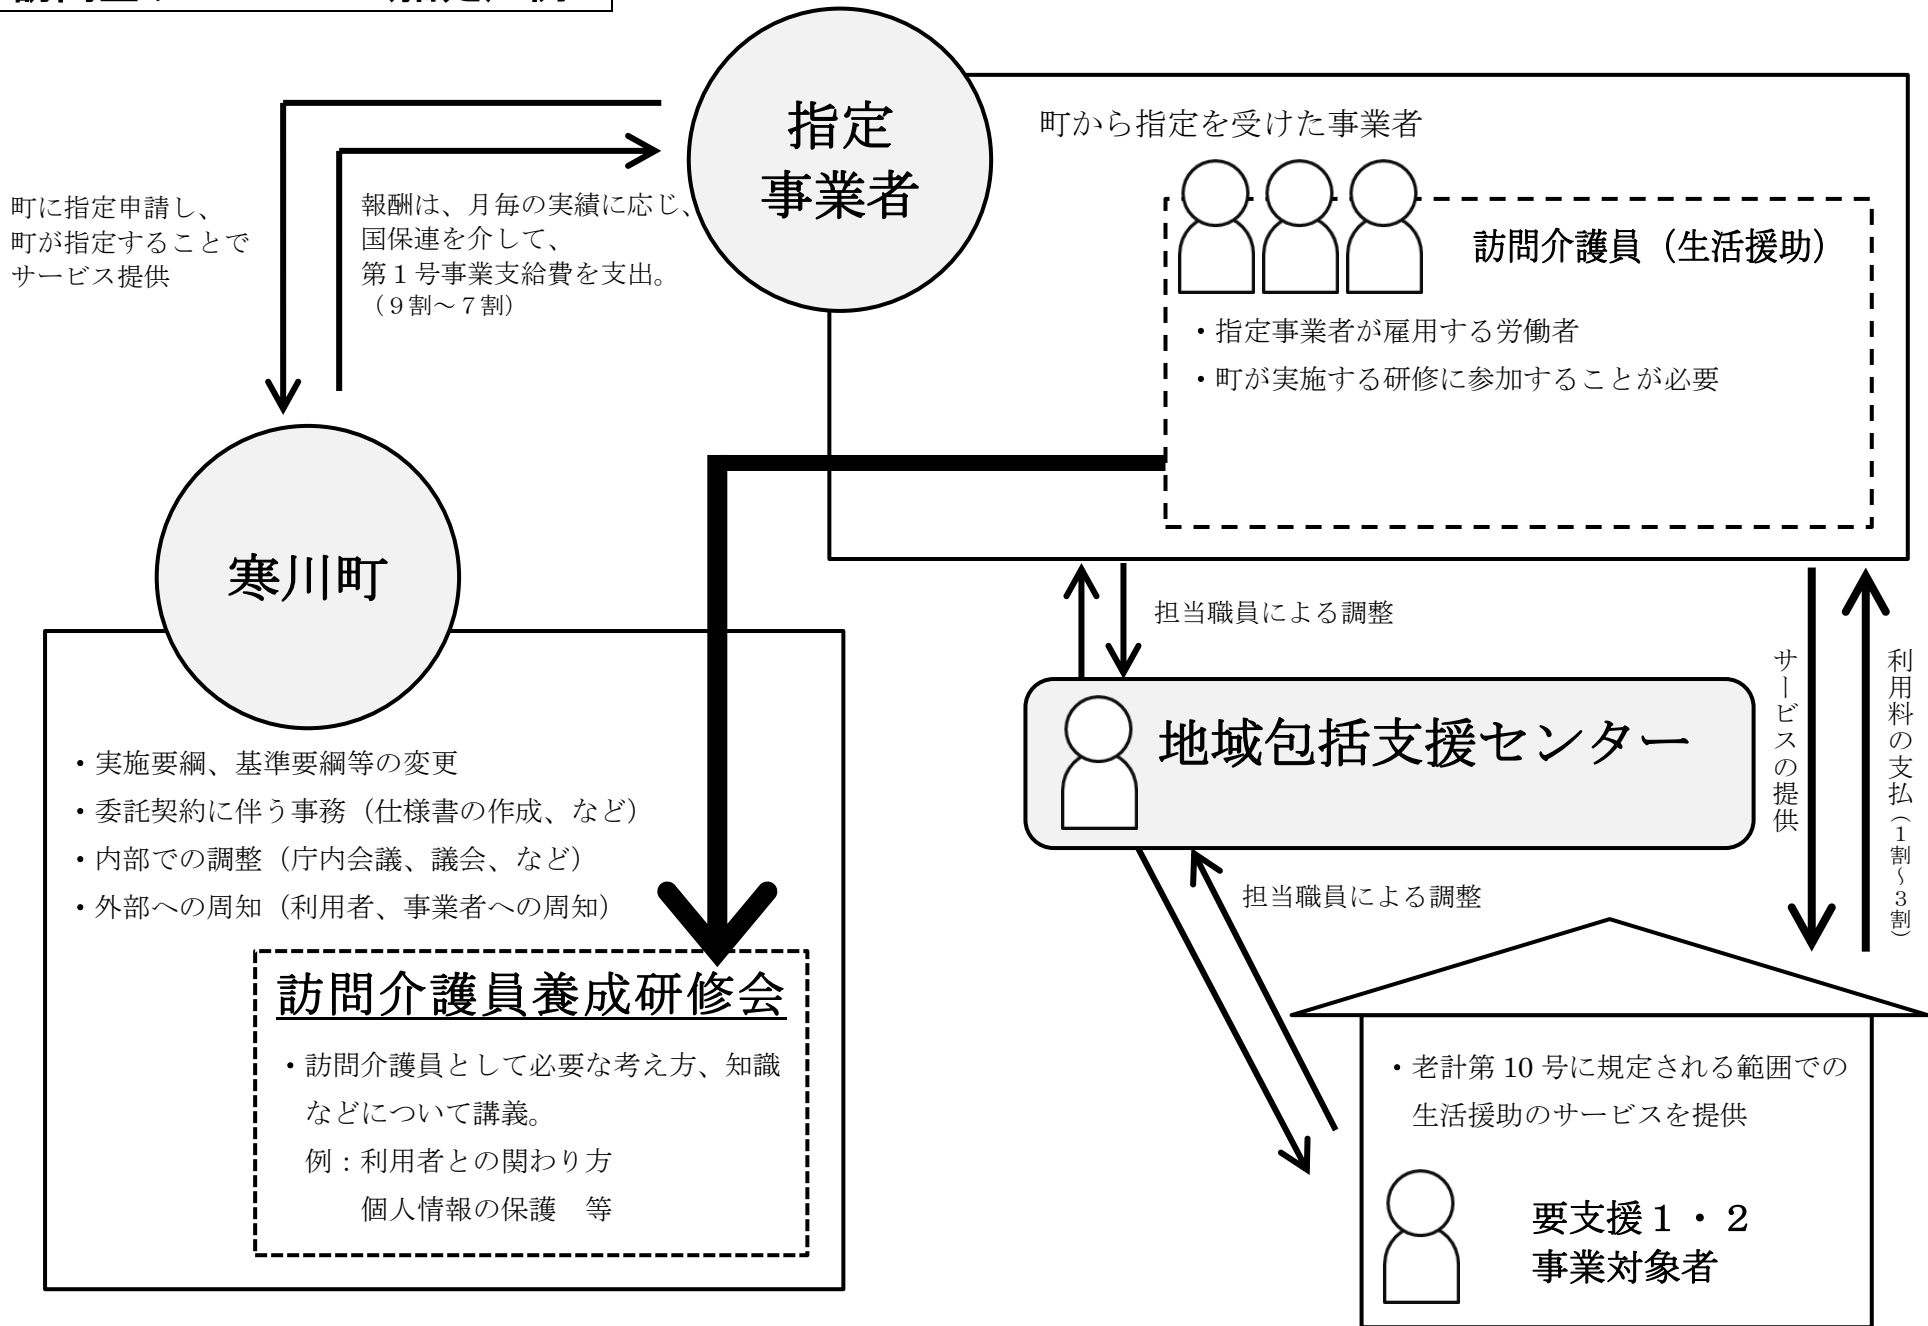 指定
事業者
町から指定を受けた事業者
訪問介護員（生活援助）
・指定事業者が雇用する労働者
・町が実施する研修に参加することが必要
町に指定申請し、
町が指定することで
サービス提供
報酬は、月毎の実績に応じ、
国保連を介して、
第１号事業支給費を支出。
（９割～７割）
寒川町
・実施要綱、基準要綱等の変更
・委託契約に伴う事務（仕様書の作成、など）
・内部での調整（庁内会議、議会、など）
・外部への周知（利用者、事業者への周知）
訪問介護員養成研修会
・訪問介護員として必要な考え方、知識
などについて講義。
例：利用者との関わり方
個人情報の保護　等
担当職員による調整
地域包括支援センター
担当職員による調整
サービスの提供
利用料の支払（１割～３割）
・老計第 10 号に規定される範囲での
生活援助のサービスを提供
要支援１・２
事業対象者